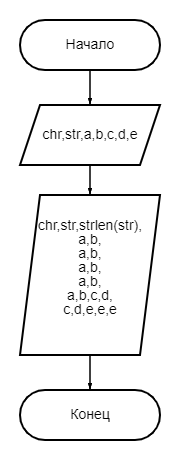 Начало
chr,str,a,b,c,d,e
chr,str,strlen(str),
a,b,
a,b,
a,b,
a,b,
a,b,c,d,
c,d,e,e,e
Конец